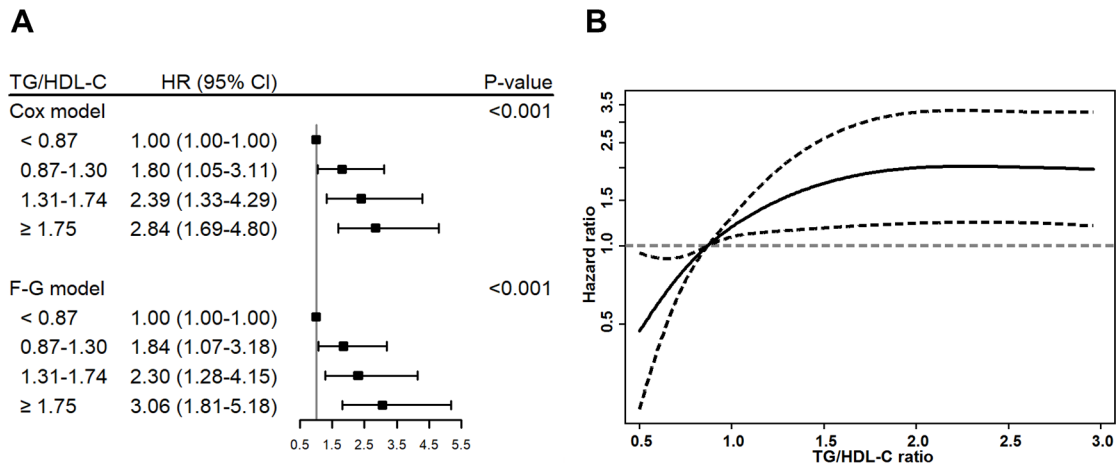 A
TG/HDL-C HR (95% CI) P-value
Cox model <0.001
< 0.87 1.00 (1.00-1.00)
0.87-1.30 1.80 (1.05-3.11)
1.31-1.74 2.39 (1.33-4.29)
≥ 1.75 2.84 (1.69-4.80)
F-G model <0.001
< 0.87 1.00 (1.00-1.00)
0.87-1.30 1.84 (1.07-3.18)
1.31-1.74 2.30 (1.28-4.15)
≥ 1.75 3.06 (1.81-5.18)
0.5 1.5 2.5 3.5 4.5 5.5
B
Hazard ratio
3.5
2.5
1.5
1.0
0.5
0.5 1.0 1.5 2.0 2.5 3.0
TG/HDL-C ratio